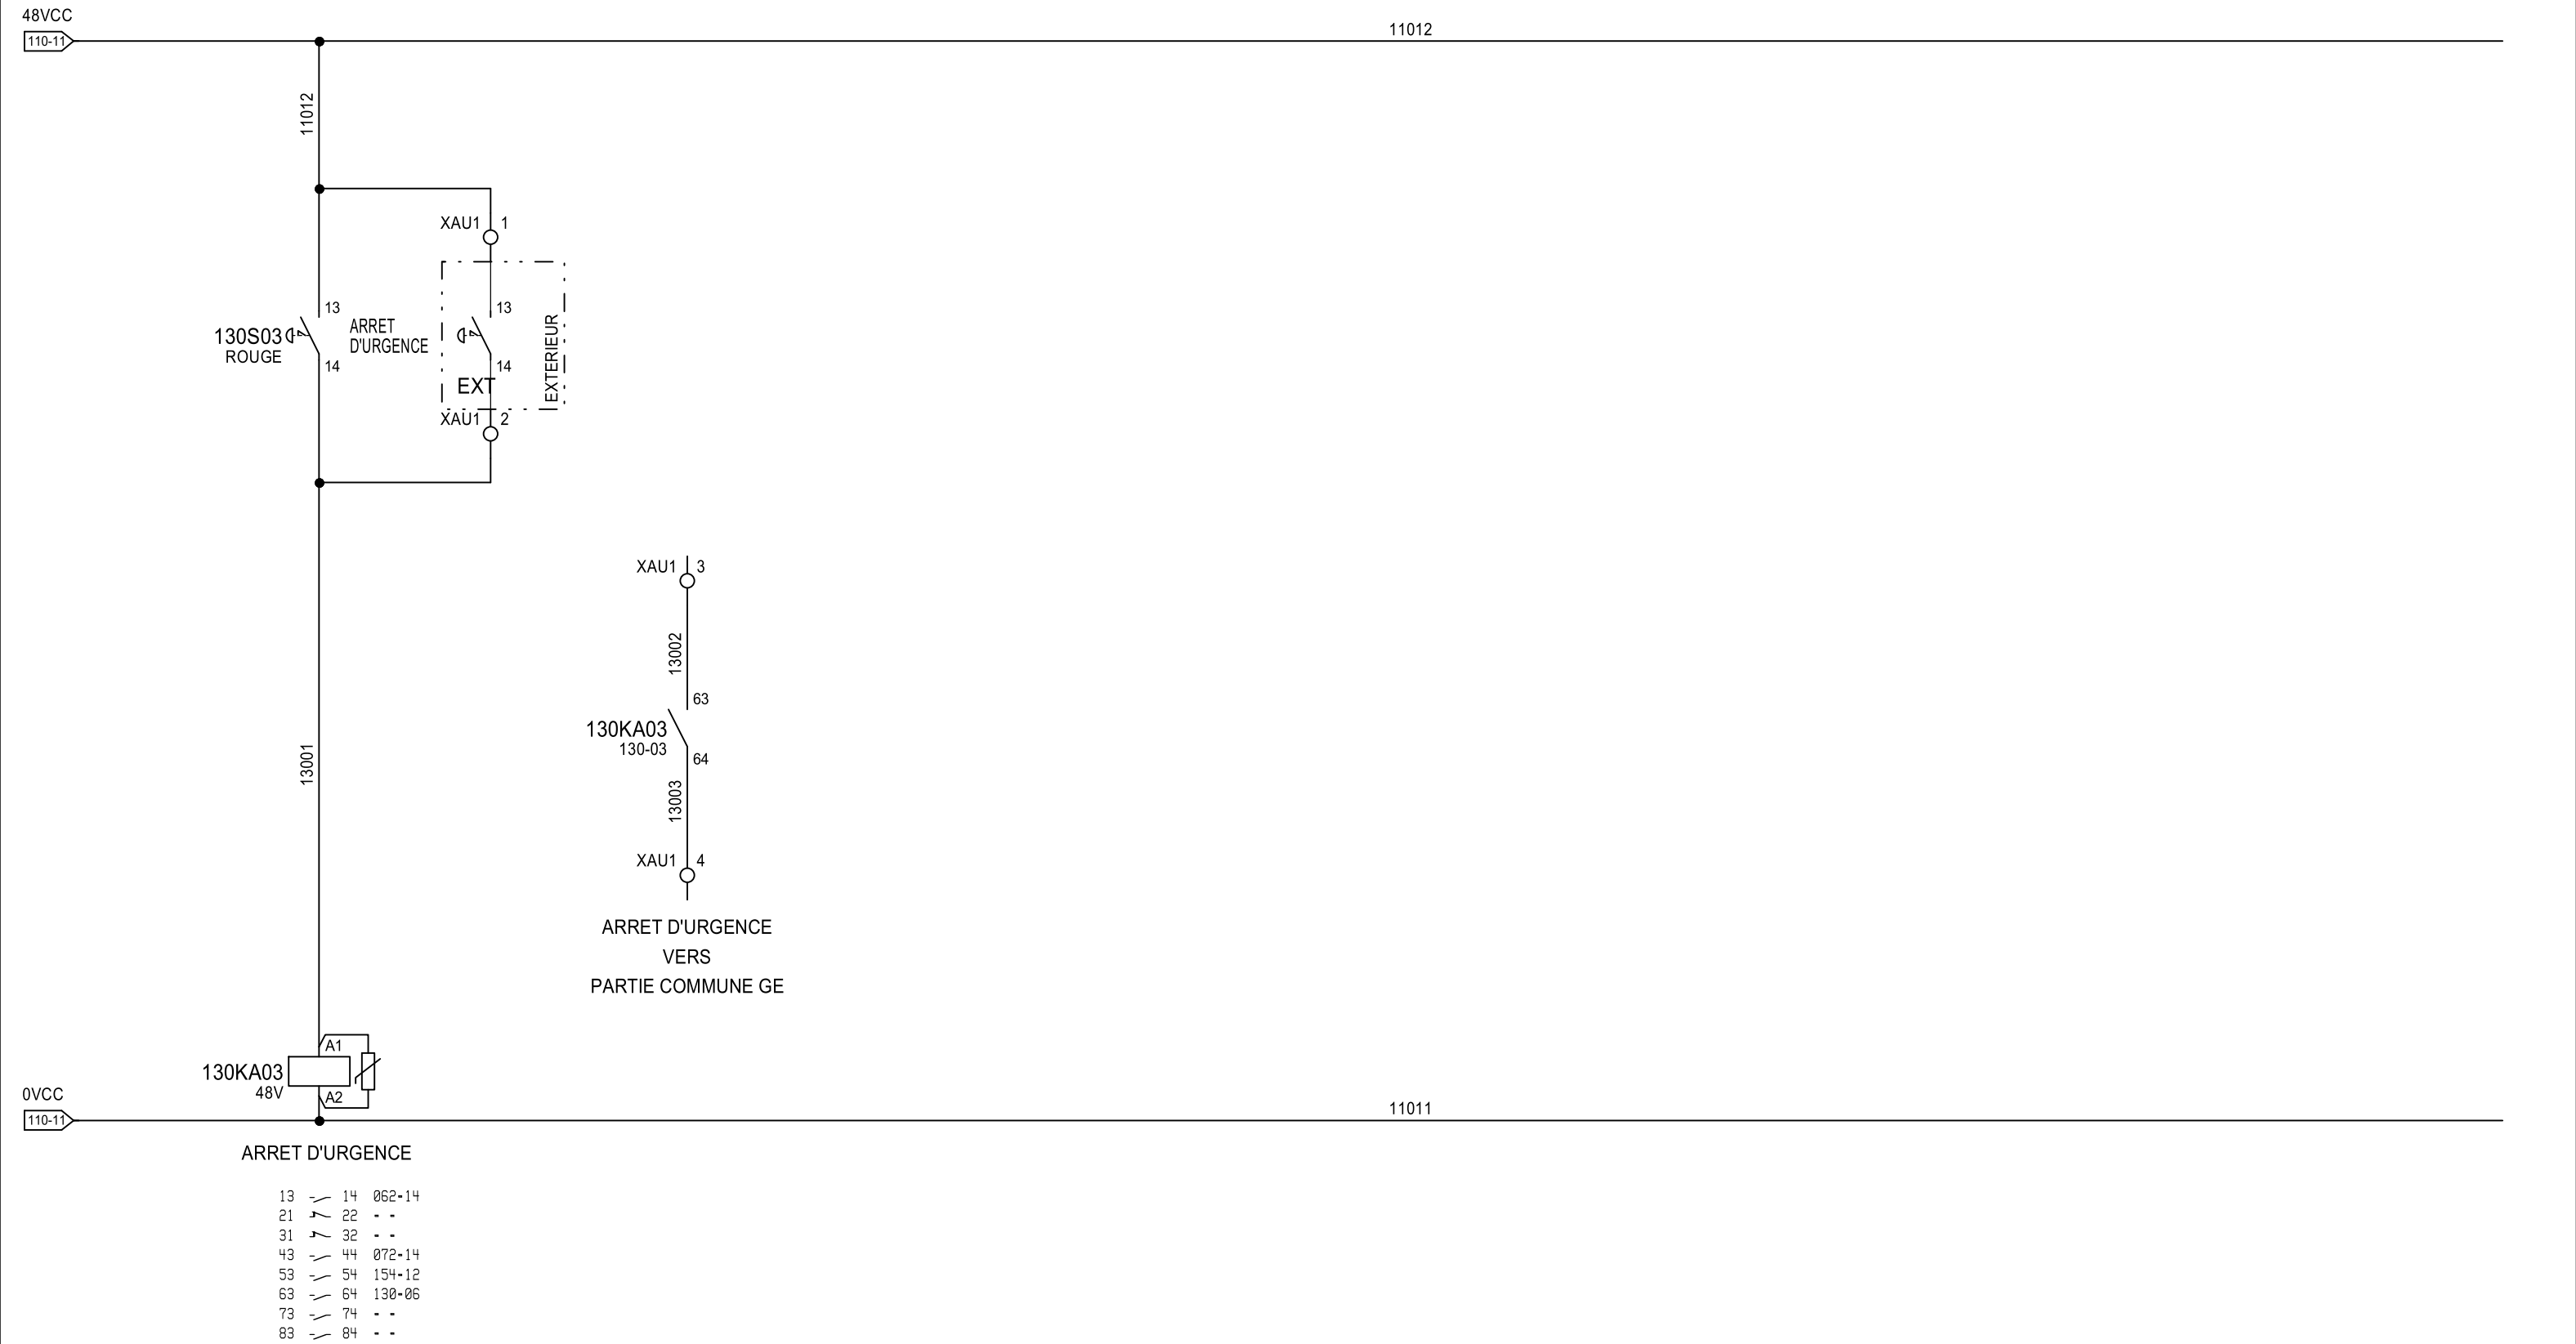 48VCC
110-11
11012
11012
XAU1 1
13
13
130S03
ROUGE
ARRET
D'URGENCE
14
14
EXT
EXTERIEUR
XAU1 2
XAU1 3
13002
63
130KA03
130-03
64
13001
13003
XAU1 4
ARRET D'URGENCE
VERS
PARTIE COMMUNE GE
A1
130KA03
48V
A2
0VCC
110-11
11011
ARRET D'URGENCE
13 14 062-14
21 22 - -
31 32 - -
43 44 072-14
53 54 154-12
63 64 130-06
73 74 - -
83 84 - -